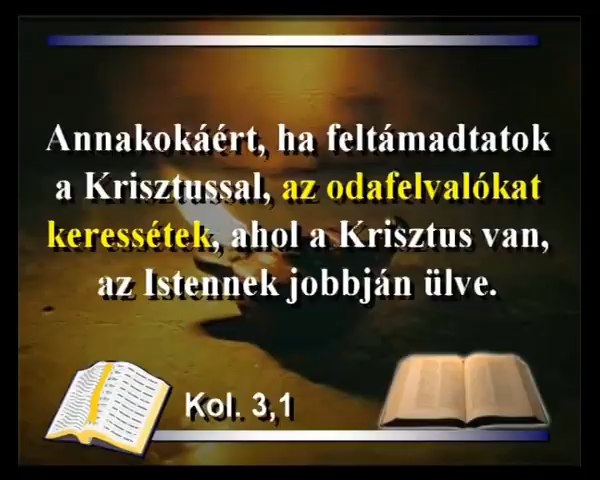 Annakokáért, ha feltámadtatok
a Krisztussal, az odafelvalókat
keressétek, ahol a Krisztus van,
az Istennek jobbján ülve.
Kol. 3,1